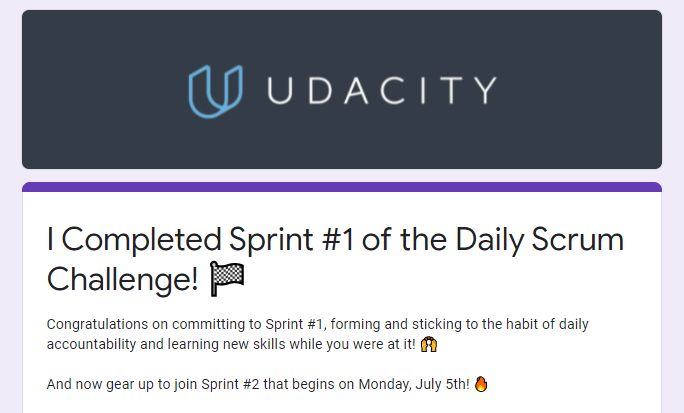 UDACITY
I Completed Sprint #1 of the Daily Scrum
Challenge! 🏁
Congratulations on committing to Sprint #1, forming and sticking to the habit of daily
accountability and learning new skills while you were at it! 🙌
And now gear up to join Sprint #2 that begins on Monday, July 5th! 🔥